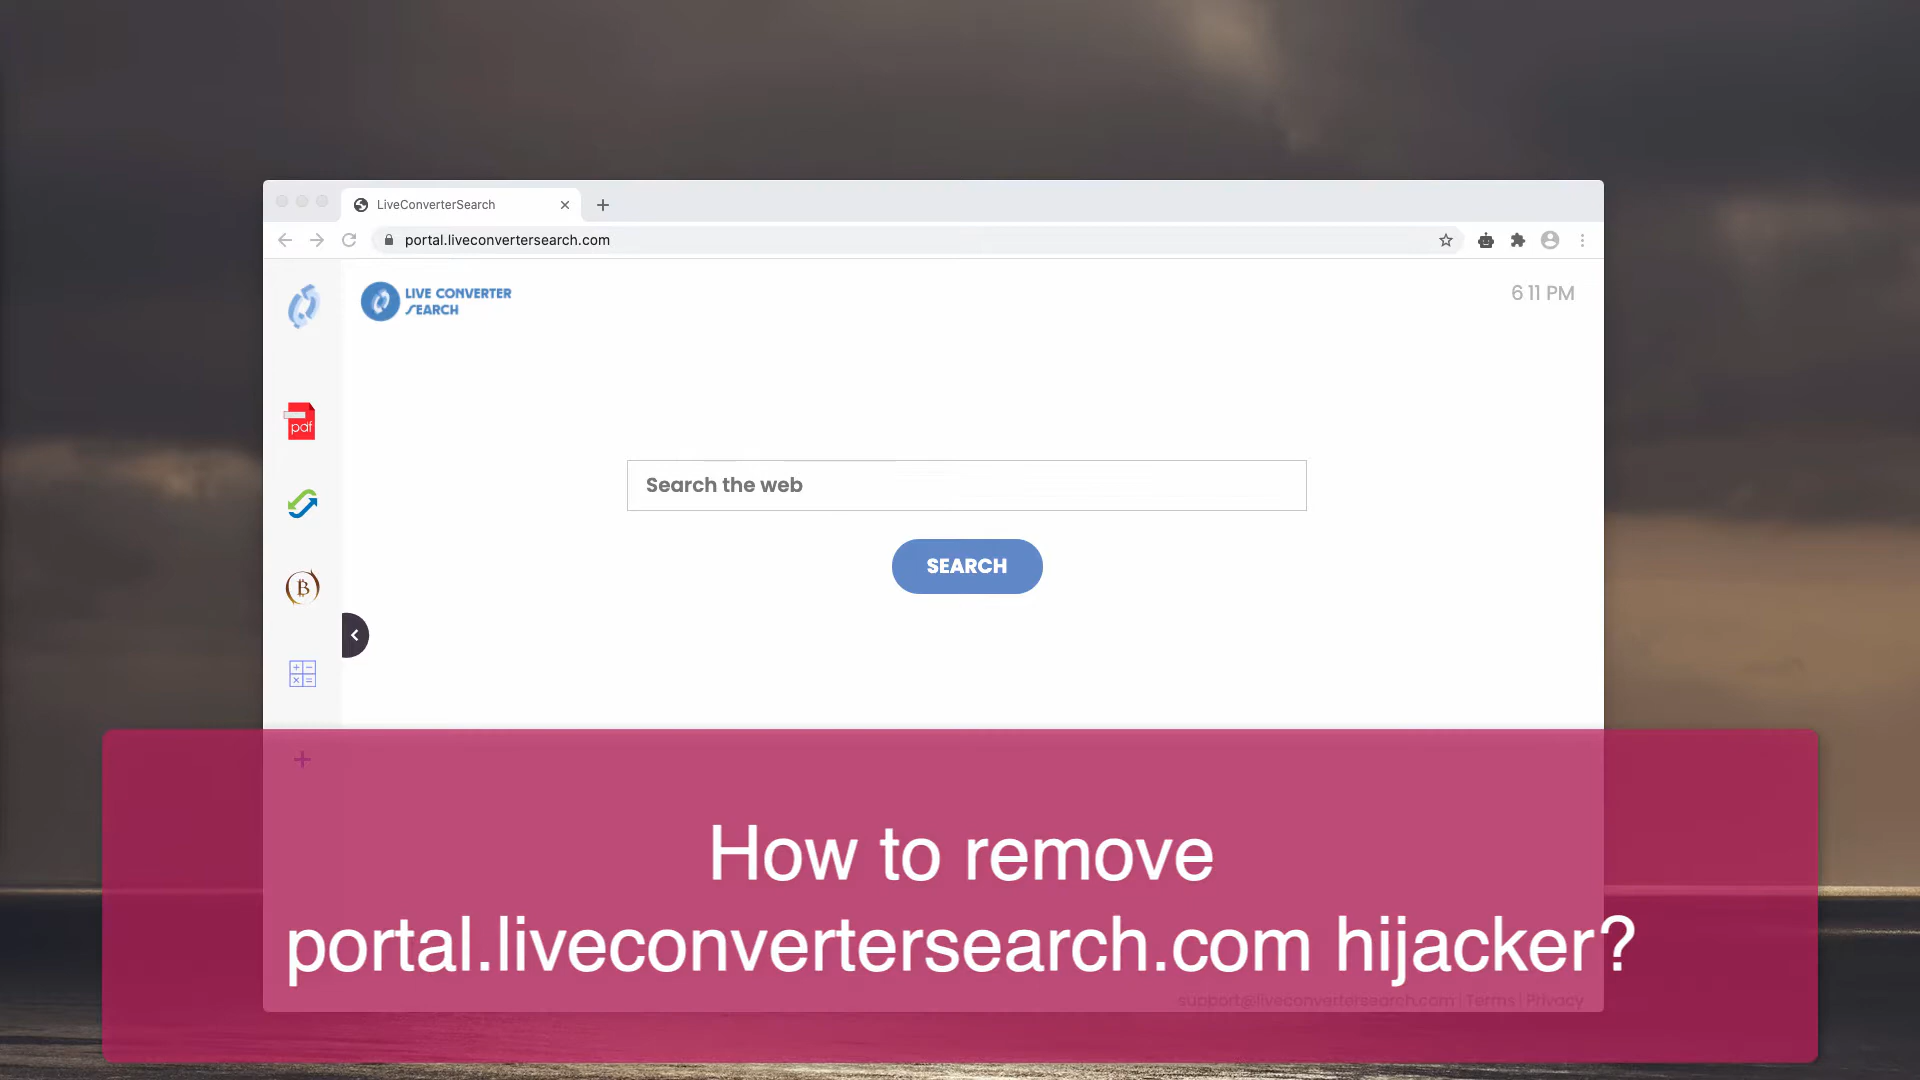 LiveConverterSearch
portal.liveconvertersearch.com
LIVE CONVERTER
SEARCH
6 11 PM
pdf
Search the web
SEARCH
How to remove
portal.liveconvertersearch.com hijacker?
support@liveconvertersearch.com | Terms | Privacy